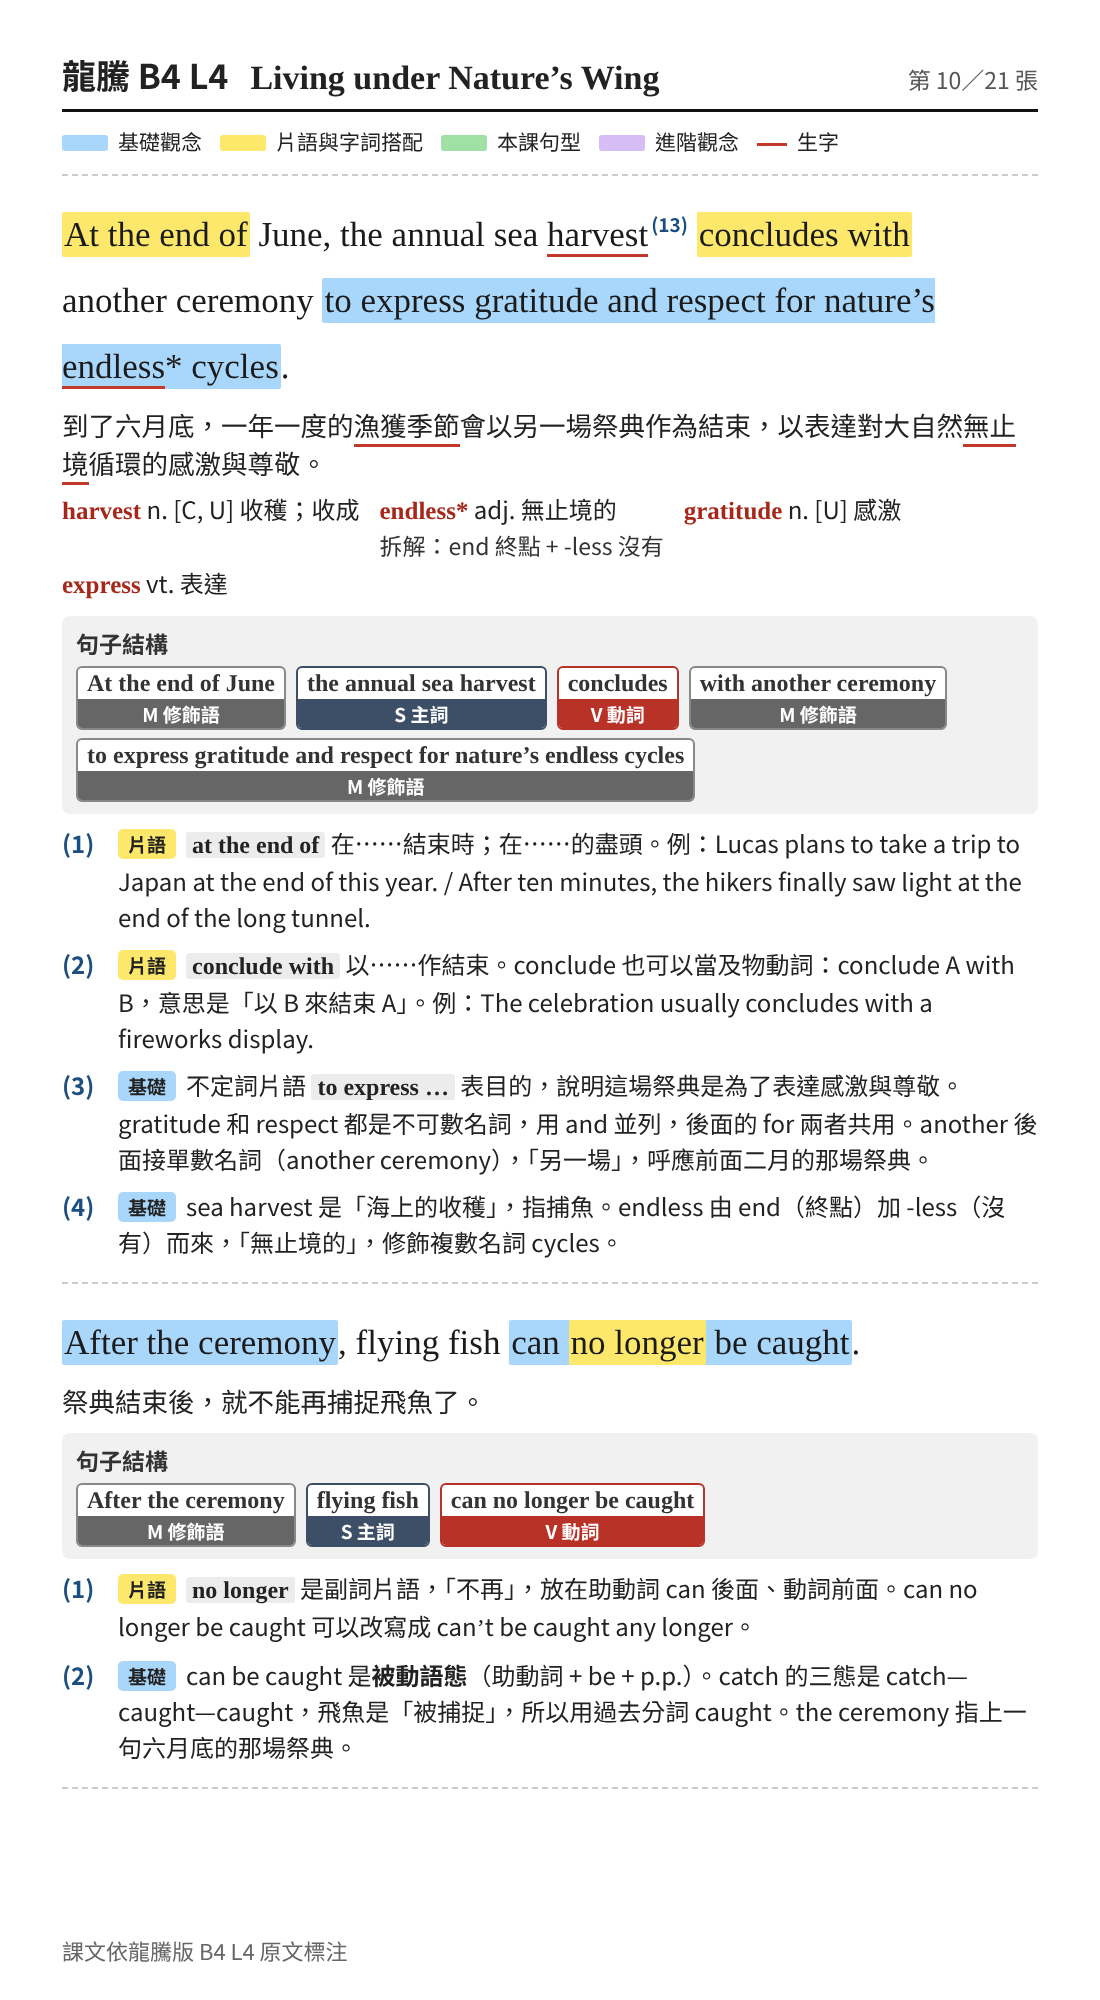 龍騰 B4 L4 Living under Nature’s Wing 第 10／21 張
基礎觀念 片語與字詞搭配 本課句型 進階觀念 生字
At the end of June, the annual sea harvest(13) concludes with
another ceremony to express gratitude and respect for nature’s
endless* cycles.
到了六月底，一年一度的漁獲季節會以另一場祭典作為結束，以表達對大自然無止
境循環的感激與尊敬。
harvest n. [C, U] 收穫；收成 endless* adj. 無止境的 gratitude n. [U] 感激
拆解：end 終點 + -less 沒有
express vt. 表達
句子結構
At the end of June the annual sea harvest concludes with another ceremony
M 修飾語 S 主詞 V 動詞 M 修飾語
to express gratitude and respect for nature’s endless cycles
M 修飾語
(1) 片語 at the end of 在……結束時；在……的盡頭。例：Lucas plans to take a trip to
Japan at the end of this year. / After ten minutes, the hikers finally saw light at the
end of the long tunnel.
(2) 片語 conclude with 以……作結束。conclude 也可以當及物動詞：conclude A with
B，意思是「以 B 來結束 A」。例：The celebration usually concludes with a
fireworks display.
(3) 基礎 不定詞片語 to express … 表目的，說明這場祭典是為了表達感激與尊敬。
gratitude 和 respect 都是不可數名詞，用 and 並列，後面的 for 兩者共用。another 後
面接單數名詞（another ceremony），「另一場」，呼應前面二月的那場祭典。
(4) 基礎 sea harvest 是「海上的收穫」，指捕魚。endless 由 end（終點）加 -less（沒
有）而來，「無止境的」，修飾複數名詞 cycles。
After the ceremony, flying fish can no longer be caught.
祭典結束後，就不能再捕捉飛魚了。
句子結構
After the ceremony flying fish can no longer be caught
M 修飾語 S 主詞 V 動詞
(1) 片語 no longer 是副詞片語，「不再」，放在助動詞 can 後面、動詞前面。can no
longer be caught 可以改寫成 can’t be caught any longer。
(2) 基礎 can be caught 是被動語態（助動詞 + be + p.p.）。catch 的三態是 catch—
caught—caught，飛魚是「被捕捉」，所以用過去分詞 caught。the ceremony 指上一
句六月底的那場祭典。
課文依龍騰版 B4 L4 原文標注